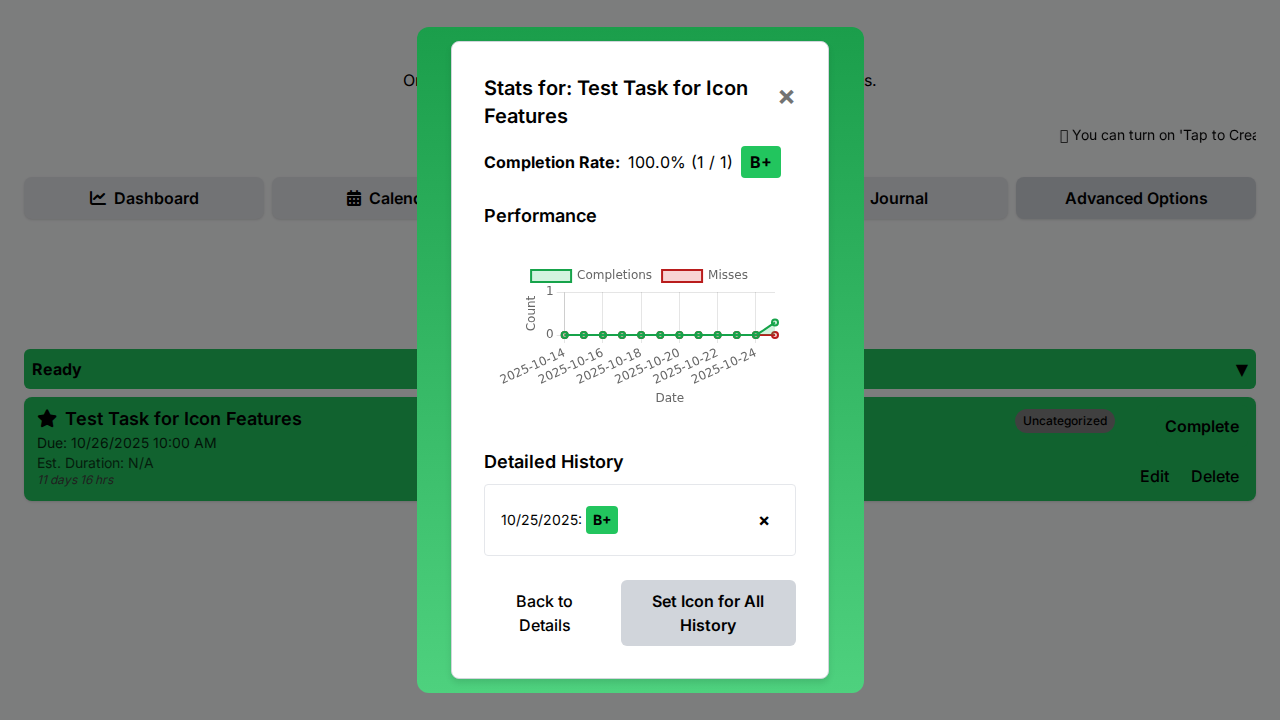 Or
s.
You can turn on 'Tap to Crea
Dashboard
Calend
Journal
Advanced Options
Ready
▼
Test Task for Icon Features
Due: 10/26/2025 10:00 AM
Est. Duration: N/A
11 days 16 hrs
Uncategorized
Complete
Edit
Delete
Stats for: Test Task for Icon
Features
×
Completion Rate: 100.0% (1 / 1) B+
Performance
Completions
Misses
1
Count
0
2025-10-14
2025-10-16
2025-10-18
2025-10-20
2025-10-22
2025-10-24
Date
Detailed History
10/25/2025: B+
×
Back to
Details
Set Icon for All
History